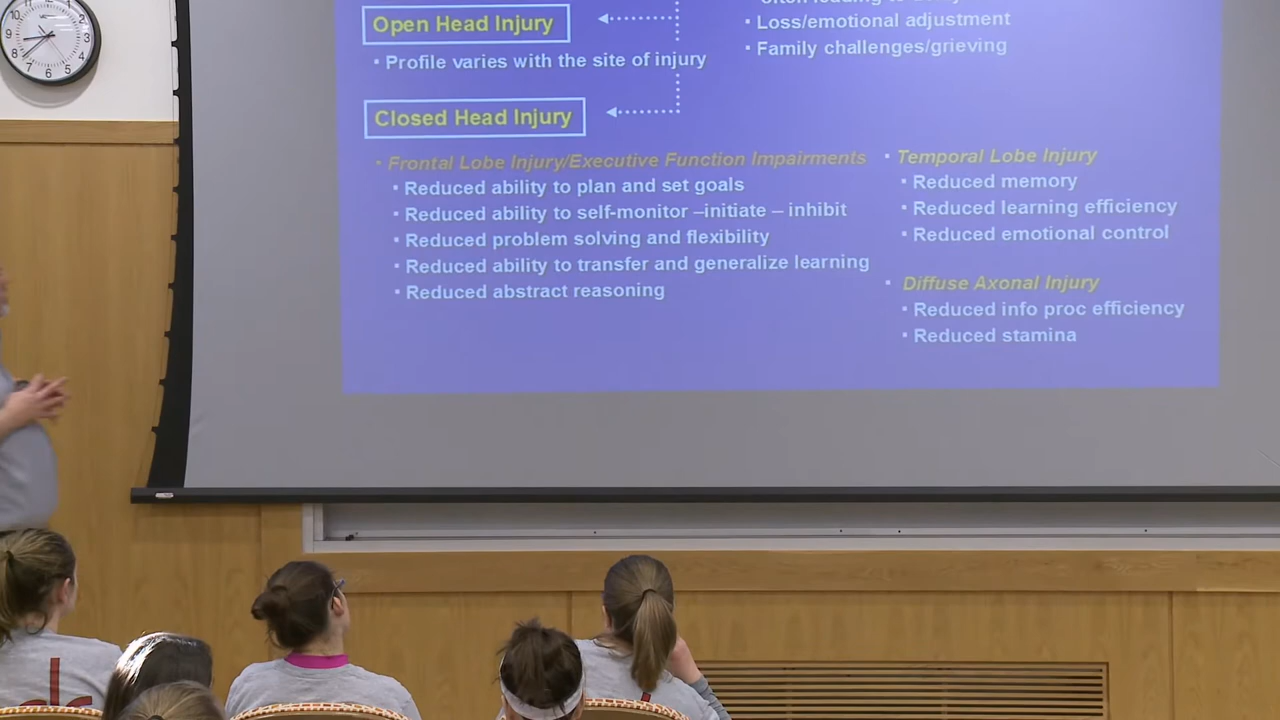 Open Head Injury
▪ Profile varies with the site of injury
▪ Loss/emotional adjustment
▪ Family challenges/grieving
Closed Head Injury
▪ Frontal Lobe Injury/Executive Function Impairments
▪ Reduced ability to plan and set goals
▪ Reduced ability to self-monitor –initiate – inhibit
▪ Reduced problem solving and flexibility
▪ Reduced ability to transfer and generalize learning
▪ Reduced abstract reasoning
▪ Temporal Lobe Injury
▪ Reduced memory
▪ Reduced learning efficiency
▪ Reduced emotional control
▪ Diffuse Axonal Injury
▪ Reduced info proc efficiency
▪ Reduced stamina